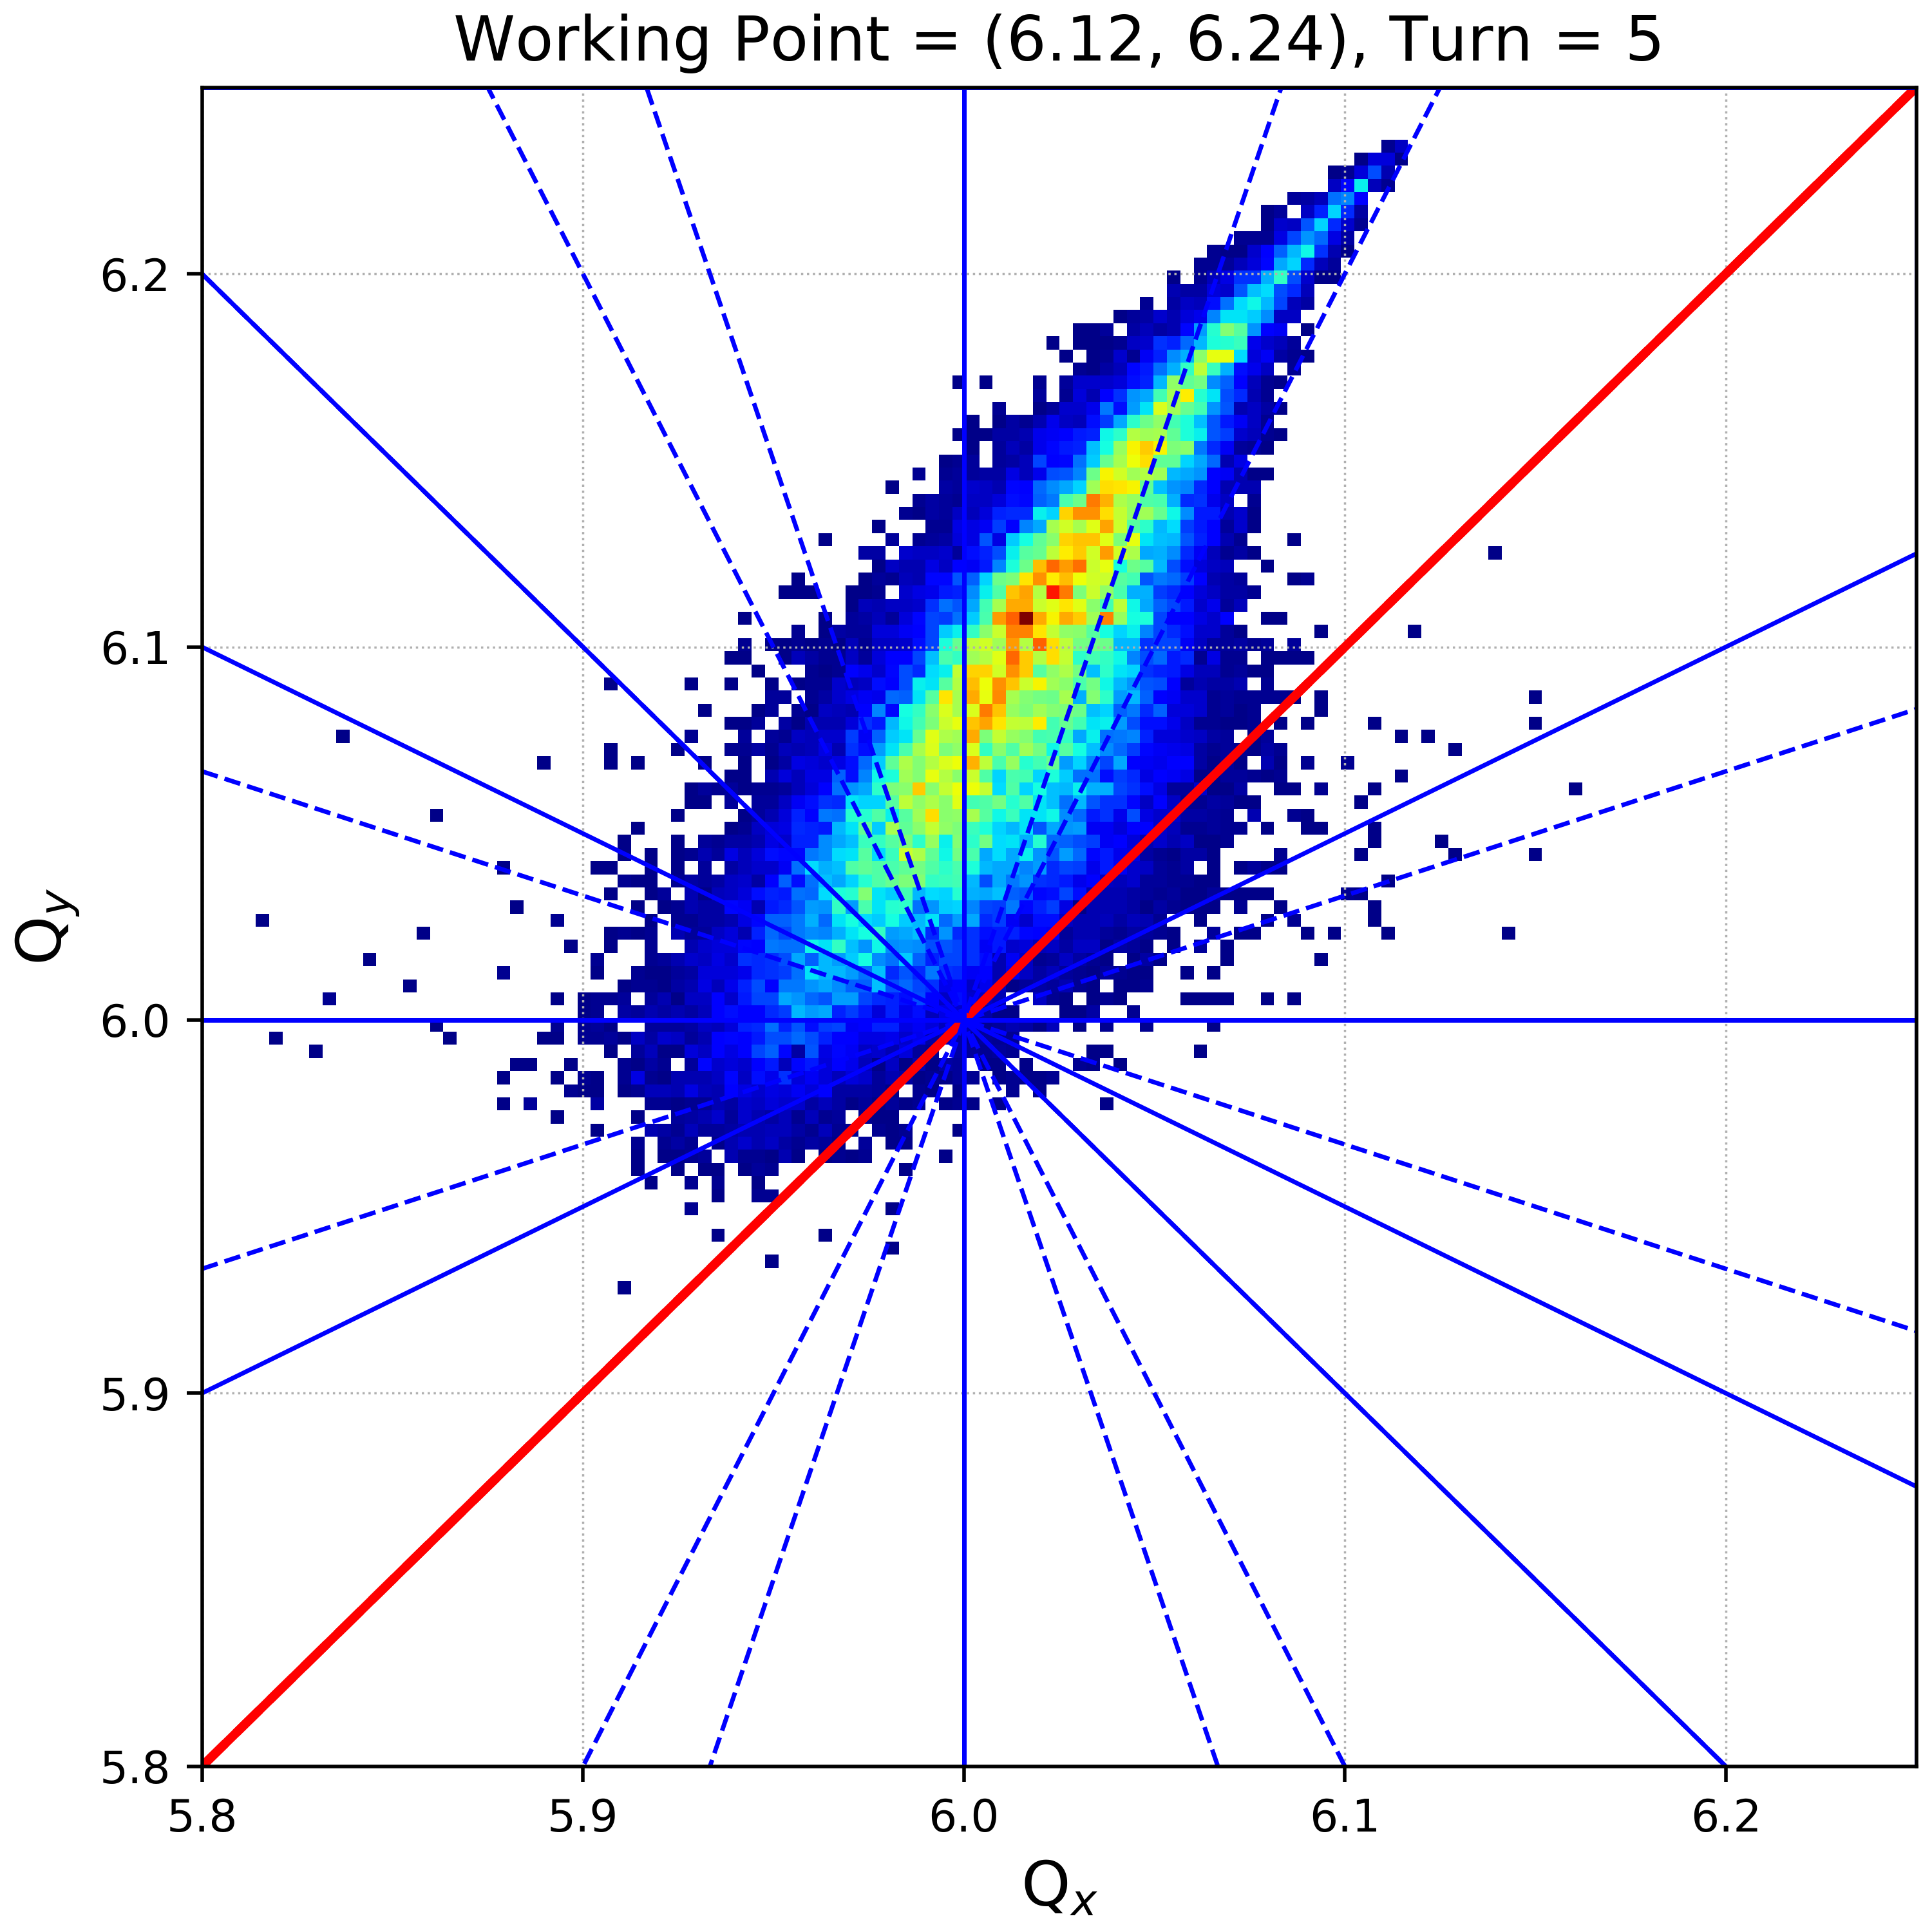 Working Point = (6.12, 6.24), Turn = 5
6.2
6.1
6.0
5.9
5.8
Qy
5.8 5.9 6.0 6.1 6.2
Qx